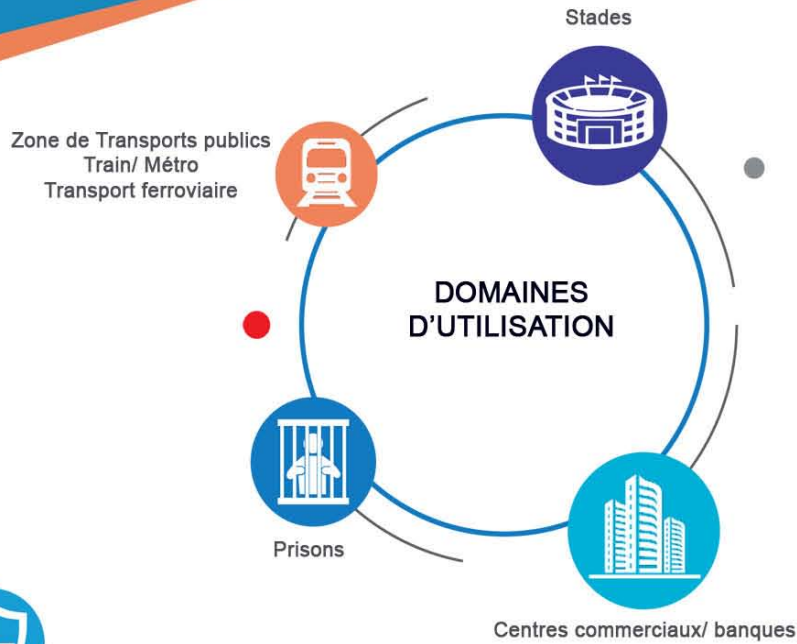 Stades
Zone de Transports publics
Train/ Métro
Transport ferroviaire
DOMAINES
D'UTILISATION
Prisons
Centres commerciaux/ banques